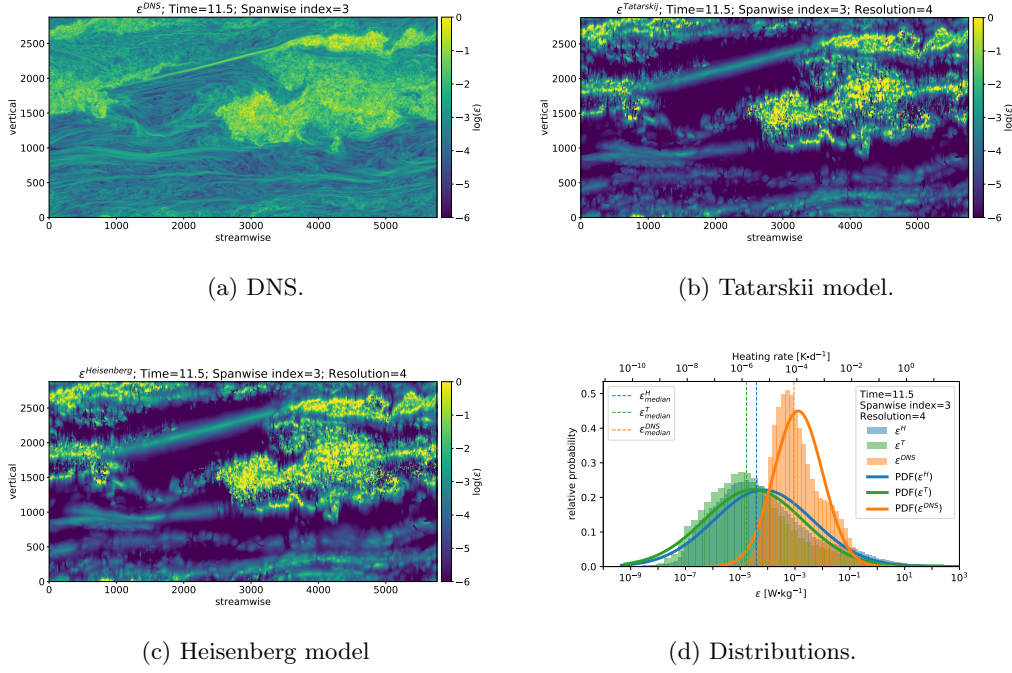 ε^DNS; Time=11.5; Spanwise index=3
vertical
2500
2000
1500
1000
500
0
0 1000 2000 3000 4000 5000
streamwise
0
−1
−2
−3
−4
−5
−6
log(ε)
(a) DNS.
ε^Tatarskij; Time=11.5; Spanwise index=3; Resolution=4
vertical
2500
2000
1500
1000
500
0
0 1000 2000 3000 4000 5000
streamwise
0
−1
−2
−3
−4
−5
−6
log(ε)
(b) Tatarskii model.
ε^Heisenberg; Time=11.5; Spanwise index=3; Resolution=4
vertical
2500
2000
1500
1000
500
0
0 1000 2000 3000 4000 5000
streamwise
0
−1
−2
−3
−4
−5
−6
log(ε)
(c) Heisenberg model
Heating rate [K•d⁻¹]
10⁻¹⁰ 10⁻⁸ 10⁻⁶ 10⁻⁴ 10⁻² 10⁰
relative probability
0.5
0.4
0.3
0.2
0.1
0.0
ε^H_median
ε^T_median
ε^DNS_median
Time=11.5
Spanwise index=3
Resolution=4
ε^H
ε^T
ε^DNS
PDF(ε^H)
PDF(ε^T)
PDF(ε^DNS)
10⁻⁹ 10⁻⁷ 10⁻⁵ 10⁻³ 10⁻¹ 10¹ 10³
ε [W•kg⁻¹]
(d) Distributions.